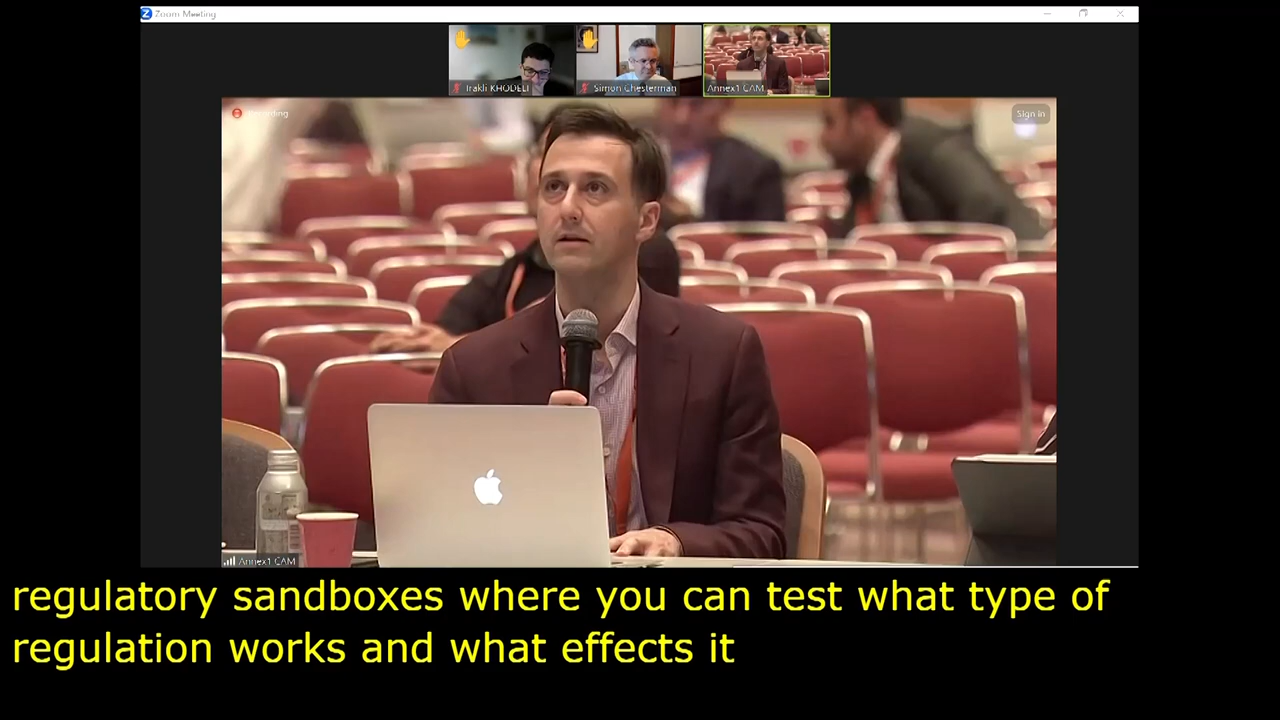 Zoom Meeting
Irakli KHODELI
Simon Chesterman
Annex1 CAM
Sign in
Annex1 CAM
regulatory sandboxes where you can test what type of
regulation works and what effects it